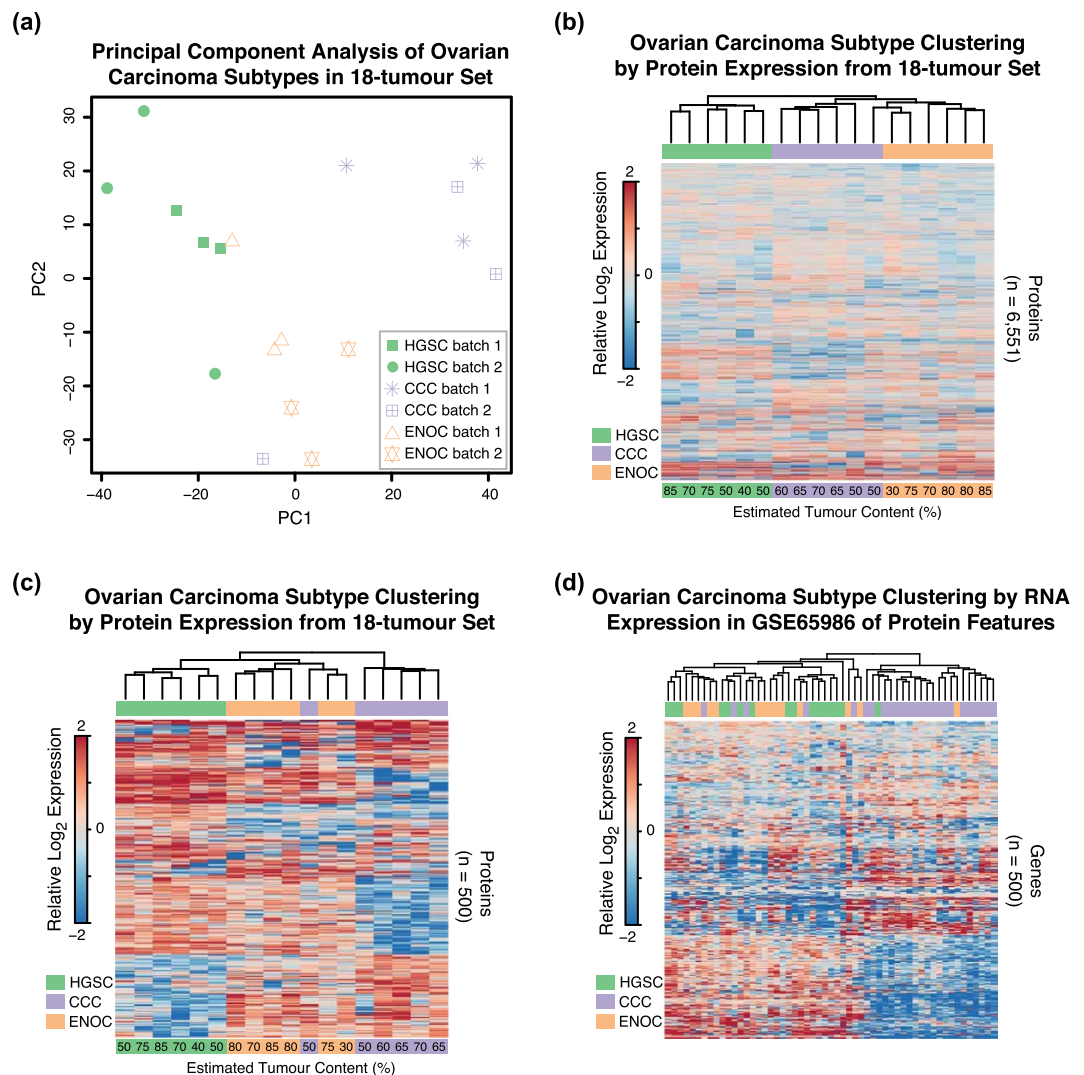 (a)
Principal Component Analysis of Ovarian
Carcinoma Subtypes in 18-tumour Set
30
20
10
0
−10
−20
−30
PC2
−40
−20
0
20
40
PC1
HGSC batch 1
HGSC batch 2
CCC batch 1
CCC batch 2
ENOC batch 1
ENOC batch 2
(b)
Ovarian Carcinoma Subtype Clustering
by Protein Expression from 18-tumour Set
Relative Log2 Expression
2
0
−2
Proteins
(n = 6,551)
HGSC
CCC
ENOC
85 70 75 50 40 50 60 65 70 65 50 50 30 75 70 80 80 85
Estimated Tumour Content (%)
(c)
Ovarian Carcinoma Subtype Clustering
by Protein Expression from 18-tumour Set
Relative Log2 Expression
2
0
−2
Proteins
(n = 500)
HGSC
CCC
ENOC
50 75 85 70 40 50 80 70 85 80 50 75 30 50 60 65 70 65
Estimated Tumour Content (%)
(d)
Ovarian Carcinoma Subtype Clustering by RNA
Expression in GSE65986 of Protein Features
Relative Log2 Expression
2
0
−2
Genes
(n = 500)
HGSC
CCC
ENOC